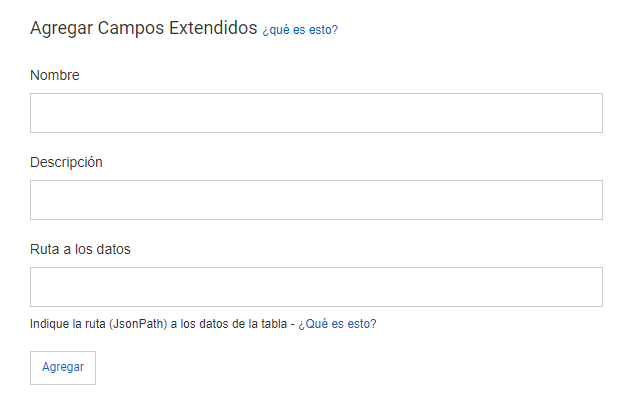 Agregar Campos Extendidos ¿qué es esto?
Nombre
Descripción
Ruta a los datos
Indique la ruta (JsonPath) a los datos de la tabla - ¿Qué es esto?
Agregar